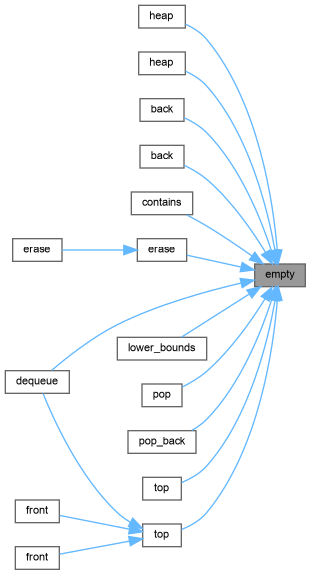 heap
heap
back
back
contains
erase
erase
empty
lower_bounds
dequeue
pop
pop_back
top
front
top
front